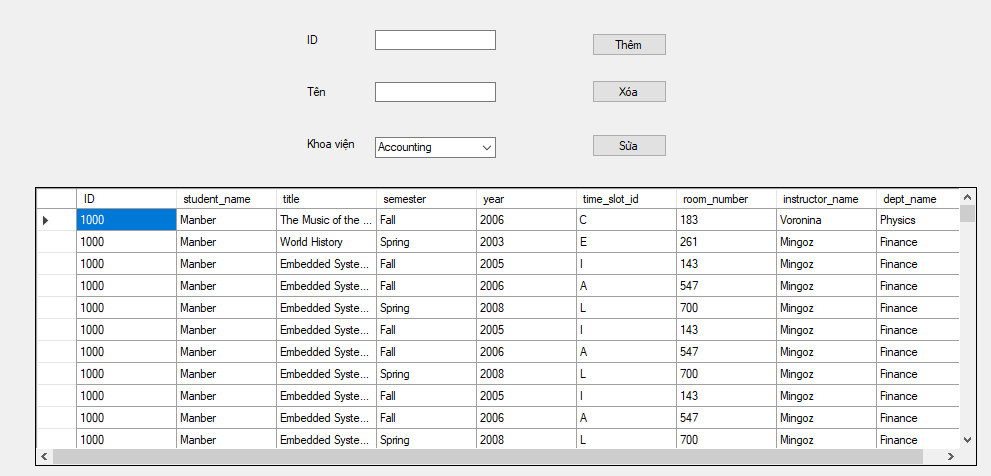 ID Thêm
Tên Xóa
Khoa viện Accounting Sửa
ID student_name title semester year time_slot_id room_number instructor_name dept_name
1000 Manber The Music of the ... Fall 2006 C 183 Voronina Physics
1000 Manber World History Spring 2003 E 261 Mingoz Finance
1000 Manber Embedded Syste... Fall 2005 I 143 Mingoz Finance
1000 Manber Embedded Syste... Fall 2006 A 547 Mingoz Finance
1000 Manber Embedded Syste... Spring 2008 L 700 Mingoz Finance
1000 Manber Embedded Syste... Fall 2005 I 143 Mingoz Finance
1000 Manber Embedded Syste... Fall 2006 A 547 Mingoz Finance
1000 Manber Embedded Syste... Spring 2008 L 700 Mingoz Finance
1000 Manber Embedded Syste... Fall 2005 I 143 Mingoz Finance
1000 Manber Embedded Syste... Fall 2006 A 547 Mingoz Finance
1000 Manber Embedded Syste... Spring 2008 L 700 Mingoz Finance